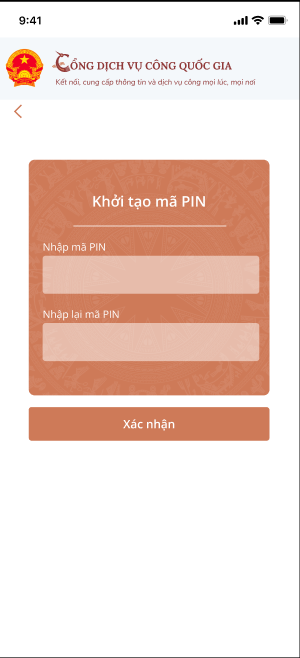 9:41
CỔNG DỊCH VỤ CÔNG QUỐC GIA
Kết nối, cung cấp thông tin và dịch vụ công mọi lúc, mọi nơi
Khởi tạo mã PIN
Nhập mã PIN
Nhập lại mã PIN
Xác nhận